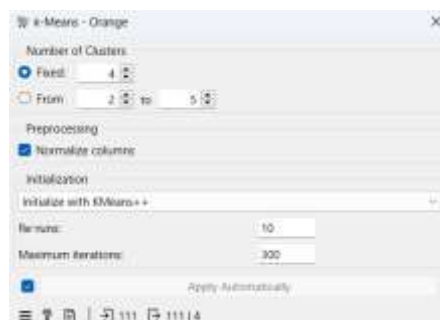 k-Means - Orange
Number of Clusters
Fixed: 4
From 2 to 5
Preprocessing
Normalize columns
Initialization
Initialize with KMeans++
Re-runs: 10
Maximum iterations: 300
Apply Automatically
111 111 | 4